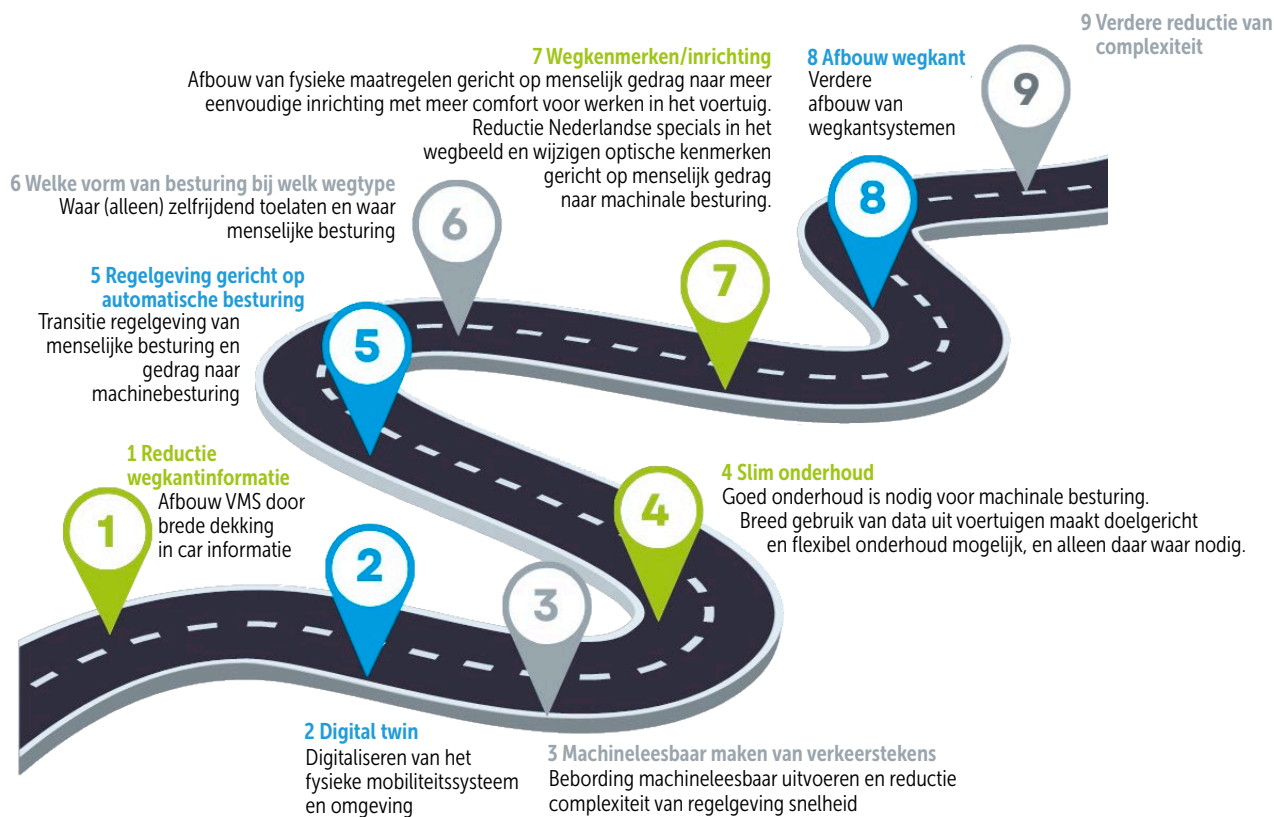 1 Reductie
wegkantinformatie
Afbouw VMS door
brede dekking
in car informatie
1
2
2 Digital twin
Digitaliseren van het
fysieke mobiliteitssysteem
en omgeving
3
3 Machineleesbaar maken van verkeerstekens
Bebording machineleesbaar uitvoeren en reductie
complexiteit van regelgeving snelheid
4
4 Slim onderhoud
Goed onderhoud is nodig voor machinale besturing.
Breed gebruik van data uit voertuigen maakt doelgericht
en flexibel onderhoud mogelijk, en alleen daar waar nodig.
5 Regelgeving gericht op
automatische besturing
Transitie regelgeving van
menselijke besturing en
gedrag naar
machinebesturing
5
6 Welke vorm van besturing bij welk wegtype
Waar (alleen) zelfrijdend toelaten en waar
menselijke besturing
6
7 Wegkenmerken/inrichting
Afbouw van fysieke maatregelen gericht op menselijk gedrag naar meer
eenvoudige inrichting met meer comfort voor werken in het voertuig.
Reductie Nederlandse specials in het
wegbeeld en wijzigen optische kenmerken
gericht op menselijk gedrag
naar machinale besturing.
7
8 Afbouw wegkant
Verdere
afbouw van
wegkantsystemen
8
9 Verdere reductie van
complexiteit
9